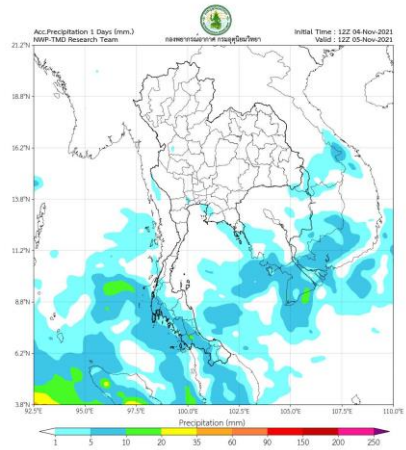 Acc.Precipitation 1 Days (mm.)
NWP-TMD Research Team
กองพยากรณ์อากาศ กรมอุตุนิยมวิทยา
Initial Time : 12Z 04-Nov-2021
Valid : 12Z 05-Nov-2021
21.2°N
18.8°N
16.2°N
13.8°N
11.2°N
8.8°N
6.2°N
3.8°N
92.5°E 95.0°E 97.5°E 100.0°E 102.5°E 105.0°E 107.5°E 110.0°E
Precipitation (mm)
1 5 10 20 35 60 90 150 200 250